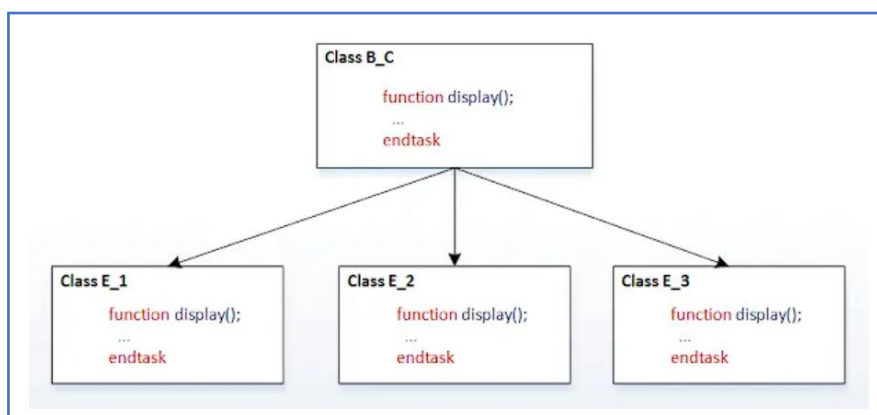 Class B_C
function display();
...
endtask
Class E_1
function display();
...
endtask
Class E_2
function display();
...
endtask
Class E_3
function display();
...
endtask